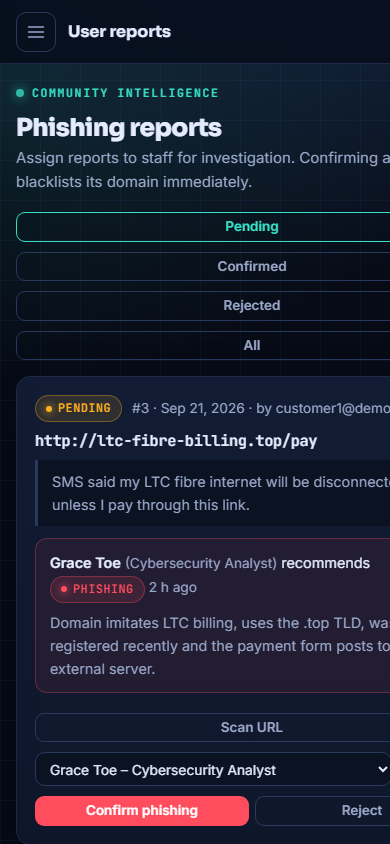 User reports
COMMUNITY INTELLIGENCE
Phishing reports
Assign reports to staff for investigation. Confirming a
blacklists its domain immediately.
Pending
Confirmed
Rejected
All
PENDING #3 · Sep 21, 2026 · by customer1@demo
http://ltc-fibre-billing.top/pay
SMS said my LTC fibre internet will be disconnecte
unless I pay through this link.
Grace Toe (Cybersecurity Analyst) recommends
PHISHING 2 h ago
Domain imitates LTC billing, uses the .top TLD, wa
registered recently and the payment form posts to
external server.
Scan URL
Grace Toe – Cybersecurity Analyst
Confirm phishing Reject